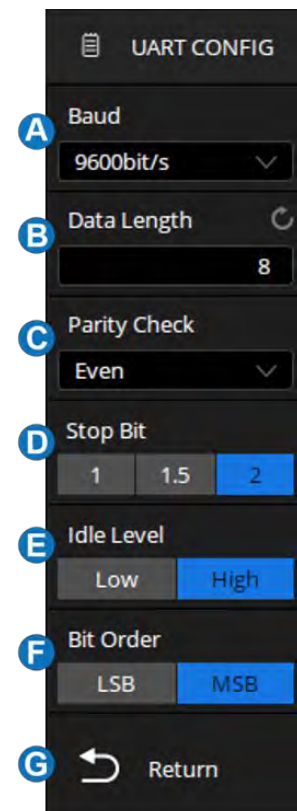 UART CONFIG
A
Baud
9600bit/s
B
Data Length
8
C
Parity Check
Even
D
Stop Bit
1 1.5 2
E
Idle Level
Low High
F
Bit Order
LSB MSB
G
Return